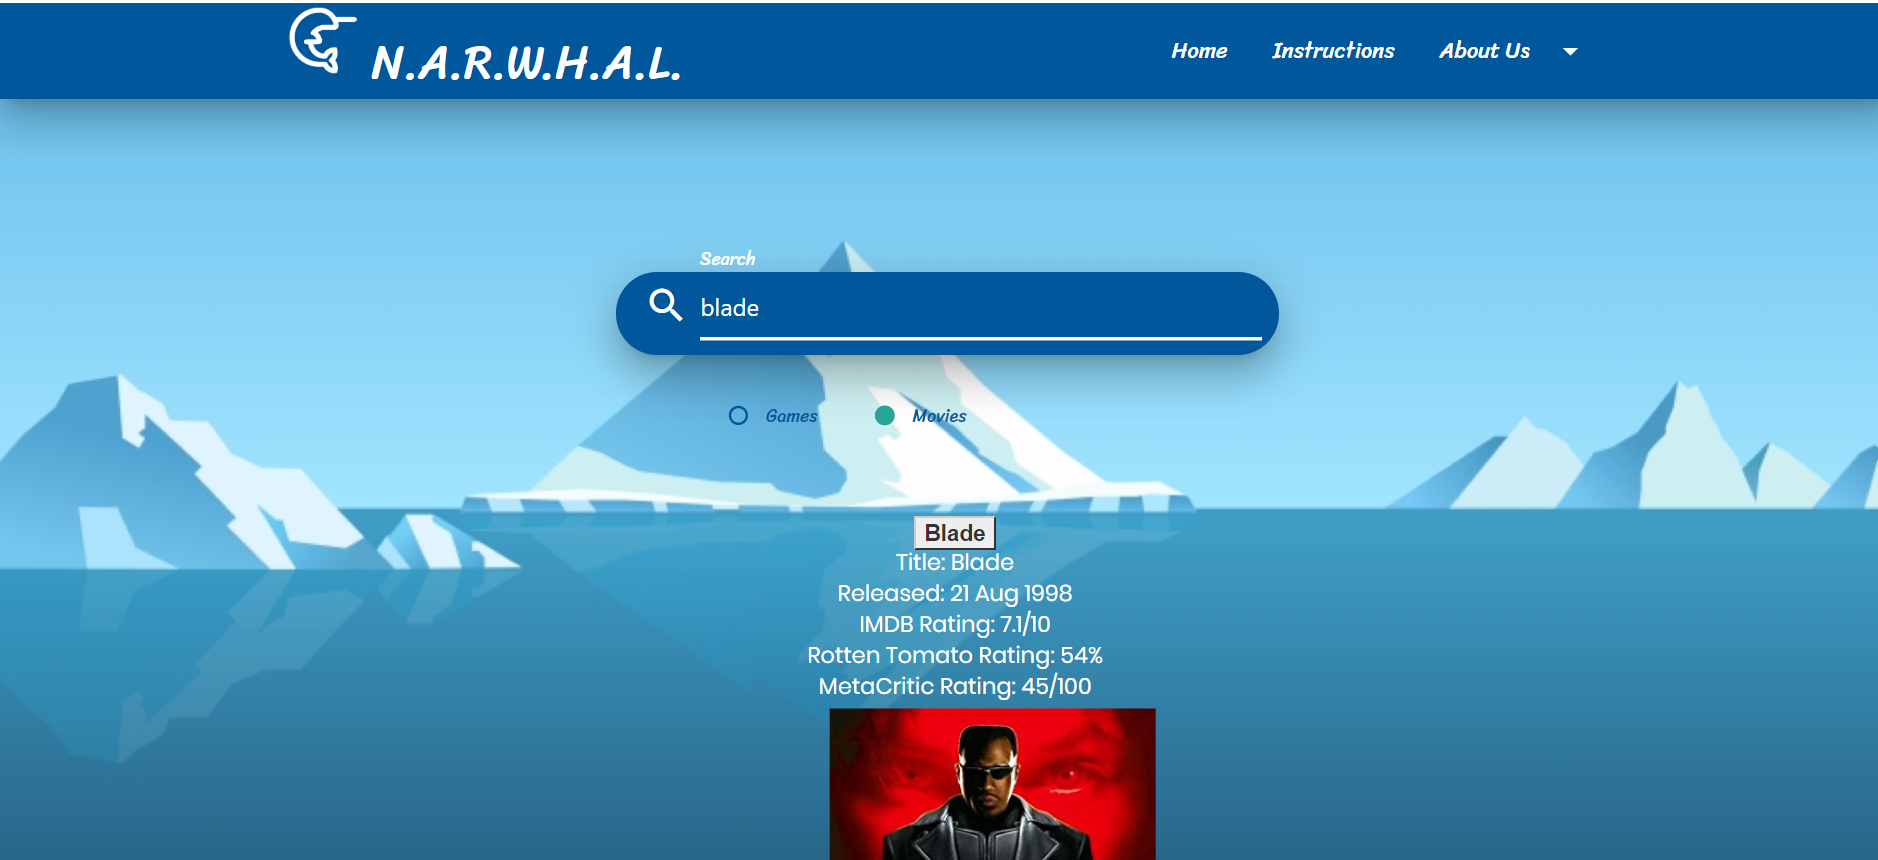 N.A.R.W.H.A.L.
Home Instructions About Us
Search
blade
Games Movies
Blade
Title: Blade
Released: 21 Aug 1998
IMDB Rating: 7.1/10
Rotten Tomato Rating: 54%
MetaCritic Rating: 45/100